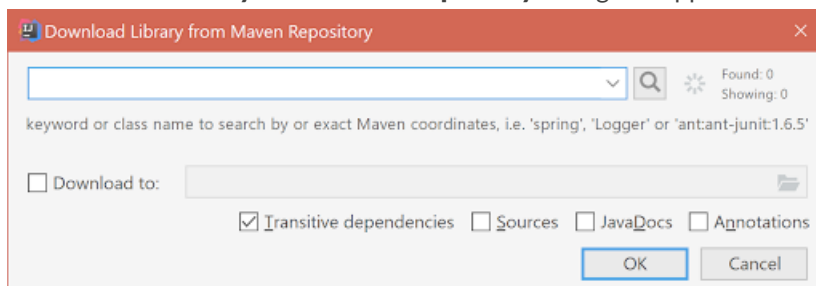 Download Library from Maven Repository
Found: 0
Showing: 0
keyword or class name to search by or exact Maven coordinates, i.e. 'spring', 'Logger' or 'ant:ant-junit:1.6.5'
Download to:
Transitive dependencies Sources JavaDocs Annotations
OK Cancel